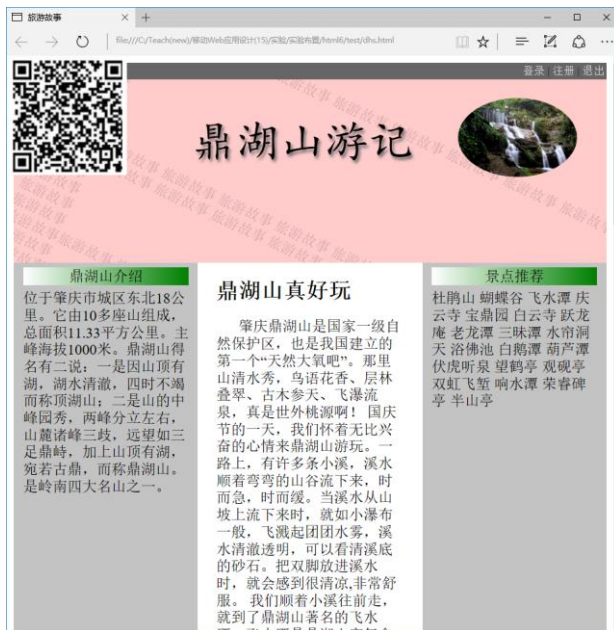 旅游故事
file:///C:/Teach(new)/移动Web应用设计(15)/实验/实验布置/html6/test/dhs.html
登录 | 注册 | 退出
鼎湖山游记
旅游故事 旅游故事 旅游故事 旅游故事
鼎湖山介绍
位于肇庆市城区东北18公
里。它由10多座山组成，
总面积11.33平方公里。主
峰海拔1000米。鼎湖山得
名有二说：一是因山顶有
湖，湖水清澈，四时不竭
而称顶湖山；二是山的中
峰圆秀，两峰分立左右，
山麓诸峰三歧，远望如三
足鼎峙，加上山顶有湖，
宛若古鼎，而称鼎湖山。
是岭南四大名山之一。
鼎湖山真好玩
肇庆鼎湖山是国家一级自
然保护区，也是我国建立的
第一个“天然大氧吧”。那里
山清水秀，鸟语花香、层林
叠翠、古木参天、飞瀑流
泉，真是世外桃源啊！ 国庆
节的一天，我们怀着无比兴
奋的心情来鼎湖山游玩。一
路上，有许多条小溪，溪水
顺着弯弯的山谷流下来，时
而急，时而缓。当溪水从山
坡上流下来时，就如小瀑布
一般，飞溅起团团水雾，溪
水清澈透明，可以看清溪底
的砂石。把双脚放进溪水
时，就会感到很清凉,非常舒
服。 我们顺着小溪往前走，
就到了鼎湖山著名的飞水
景点推荐
杜鹃山 蝴蝶谷 飞水潭 庆
云寺 宝鼎园 白云寺 跃龙
庵 老龙潭 三昧潭 水帘洞
天 浴佛池 白鹅潭 葫芦潭
伏虎听泉 望鹤亭 观砚亭
双虹飞堑 响水潭 荣睿碑
亭 半山亭